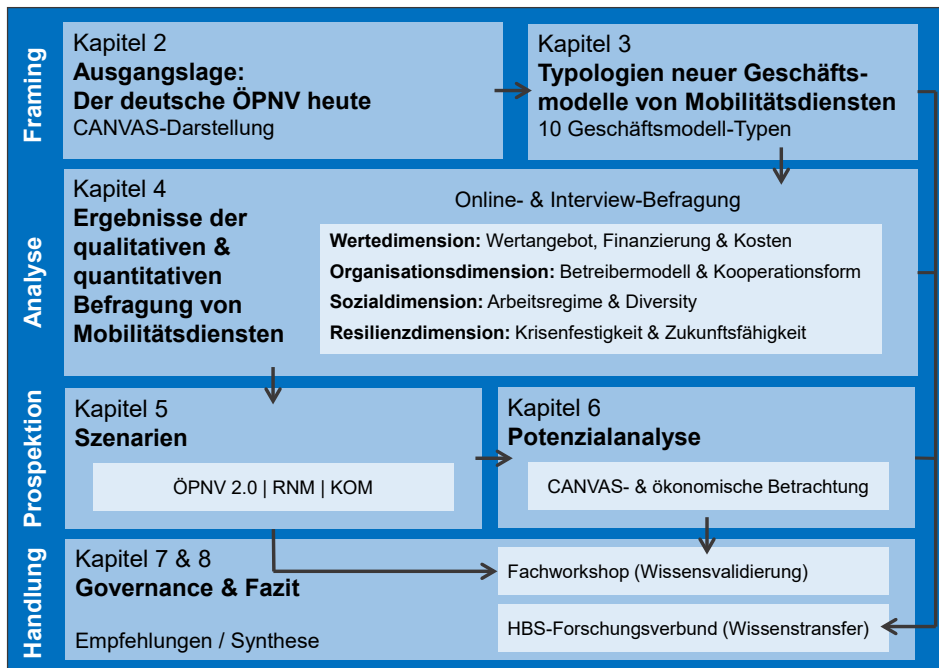 Framing
Kapitel 2
Ausgangslage:
Der deutsche ÖPNV heute
CANVAS-Darstellung
Kapitel 3
Typologien neuer Geschäfts-
modelle von Mobilitätsdiensten
10 Geschäftsmodell-Typen
Analyse
Kapitel 4
Ergebnisse der
qualitativen &
quantitativen
Befragung von
Mobilitätsdiensten
Online- & Interview-Befragung
Wertedimension: Wertangebot, Finanzierung & Kosten
Organisationsdimension: Betreibermodell & Kooperationsform
Sozialdimension: Arbeitsregime & Diversity
Resilienzdimension: Krisenfestigkeit & Zukunftsfähigkeit
Prospektion
Kapitel 5
Szenarien
ÖPNV 2.0 | RNM | KOM
Kapitel 6
Potenzialanalyse
CANVAS- & ökonomische Betrachtung
Handlung
Kapitel 7 & 8
Governance & Fazit
Empfehlungen / Synthese
Fachworkshop (Wissensvalidierung)
HBS-Forschungsverbund (Wissenstransfer)